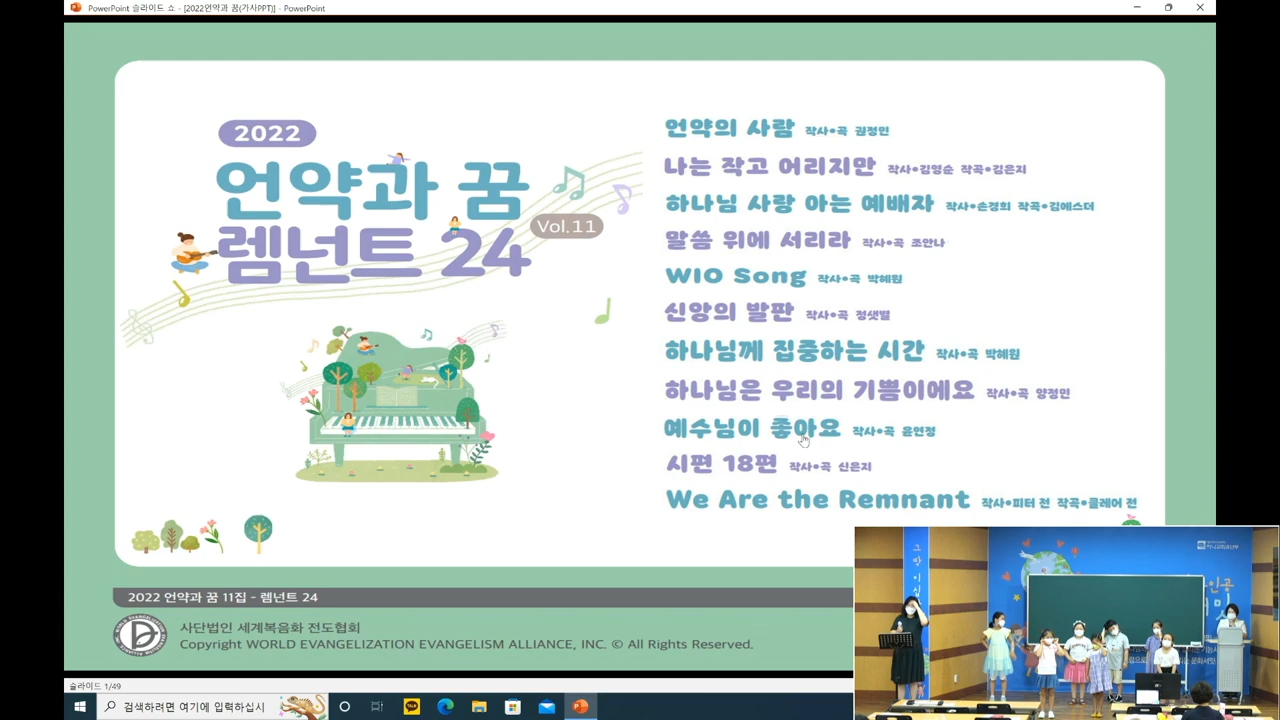 PowerPoint 슬라이드 쇼 - [2022언약과 꿈(가사PPT)] - PowerPoint
2022
언약과 꿈
렘넌트 24
Vol.11
언약의 사람 작사•곡 권정민
나는 작고 어리지만 작사•김영순 작곡•김은지
하나님 사랑 아는 예배자 작사•손경희 작곡•김에스더
말씀 위에 서리라 작사•곡 조안나
WIO Song 작사•곡 박혜원
신앙의 발판 작사•곡 정샛별
하나님께 집중하는 시간 작사•곡 박혜원
하나님은 우리의 기쁨이에요 작사•곡 양정민
예수님이 좋아요 작사•곡 윤연정
시편 18편 작사•곡 신은지
We Are the Remnant 작사•피터 전 작곡•클레어 전
2022 언약과 꿈 11집 - 렘넌트 24
사단법인 세계복음화 전도협회
Copyright WORLD EVANGELIZATION EVANGELISM ALLIANCE, INC. © All Rights Reserved.
슬라이드 1/49
검색하려면 여기에 입력하십시
TALK